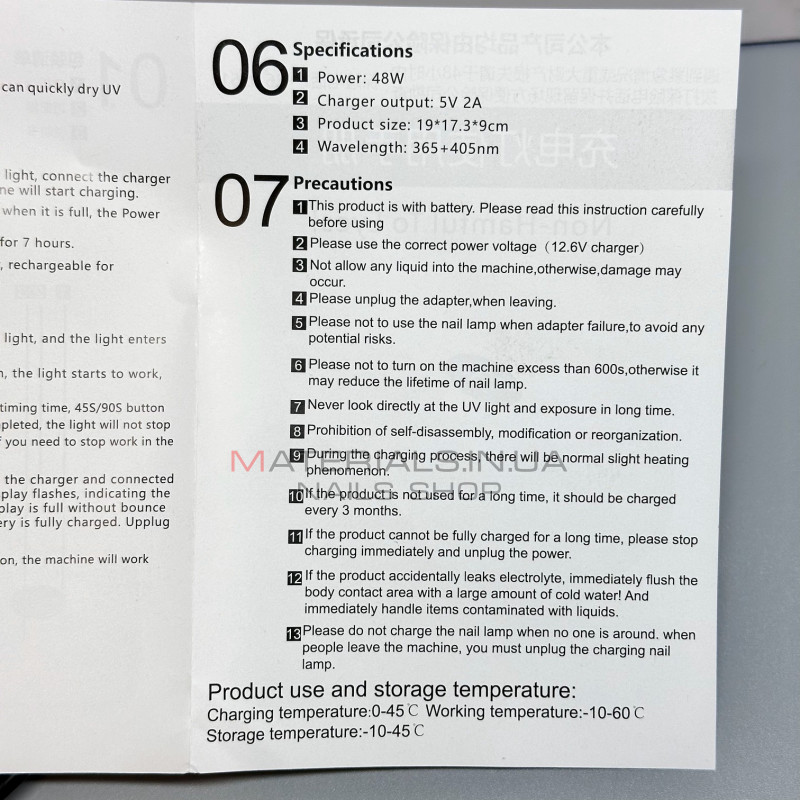 can quickly dry UV
light, connect the charger
ne will start charging.
when it is full, the Power
for 7 hours.
, rechargeable for
light, and the light enters
n, the light starts to work,
timing time, 45S/90S button
pleted, the light will not stop
f you need to stop work in the
the charger and connected
splay flashes, indicating the
play is full without bounce
ery is fully charged. Upplug
on, the machine will work
06 Specifications
1 Power: 48W
2 Charger output: 5V 2A
3 Product size: 19*17.3*9cm
4 Wavelength: 365+405nm
07 Precautions
1 This product is with battery. Please read this instruction carefully
before using
2 Please use the correct power voltage（12.6V charger）
3 Not allow any liquid into the machine,otherwise,damage may
occur.
4 Please unplug the adapter,when leaving.
5 Please not to use the nail lamp when adapter failure,to avoid any
potential risks.
6 Please not to turn on the machine excess than 600s,otherwise it
may reduce the lifetime of nail lamp.
7 Never look directly at the UV light and exposure in long time.
8 Prohibition of self-disassembly, modification or reorganization.
9 During the charging process, there will be normal slight heating
phenomenon.
MATERIALS.IN.UA
NAILS SHOP
10 If the product is not used for a long time, it should be charged
every 3 months.
11 If the product cannot be fully charged for a long time, please stop
charging immediately and unplug the power.
12 If the product accidentally leaks electrolyte, immediately flush the
body contact area with a large amount of cold water! And
immediately handle items contaminated with liquids.
13 Please do not charge the nail lamp when no one is around. when
people leave the machine, you must unplug the charging nail
lamp.
Product use and storage temperature:
Charging temperature:0-45℃ Working temperature:-10-60℃
Storage temperature:-10-45℃